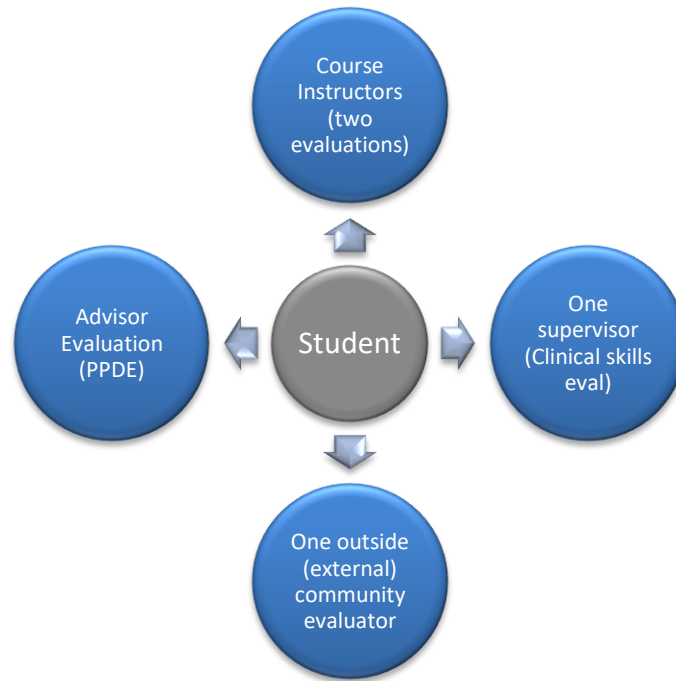 Course
Instructors
(two
evaluations)
Advisor
Evaluation
(PPDE)
Student
One
supervisor
(Clinical skills
eval)
One outside
(external)
community
evaluator